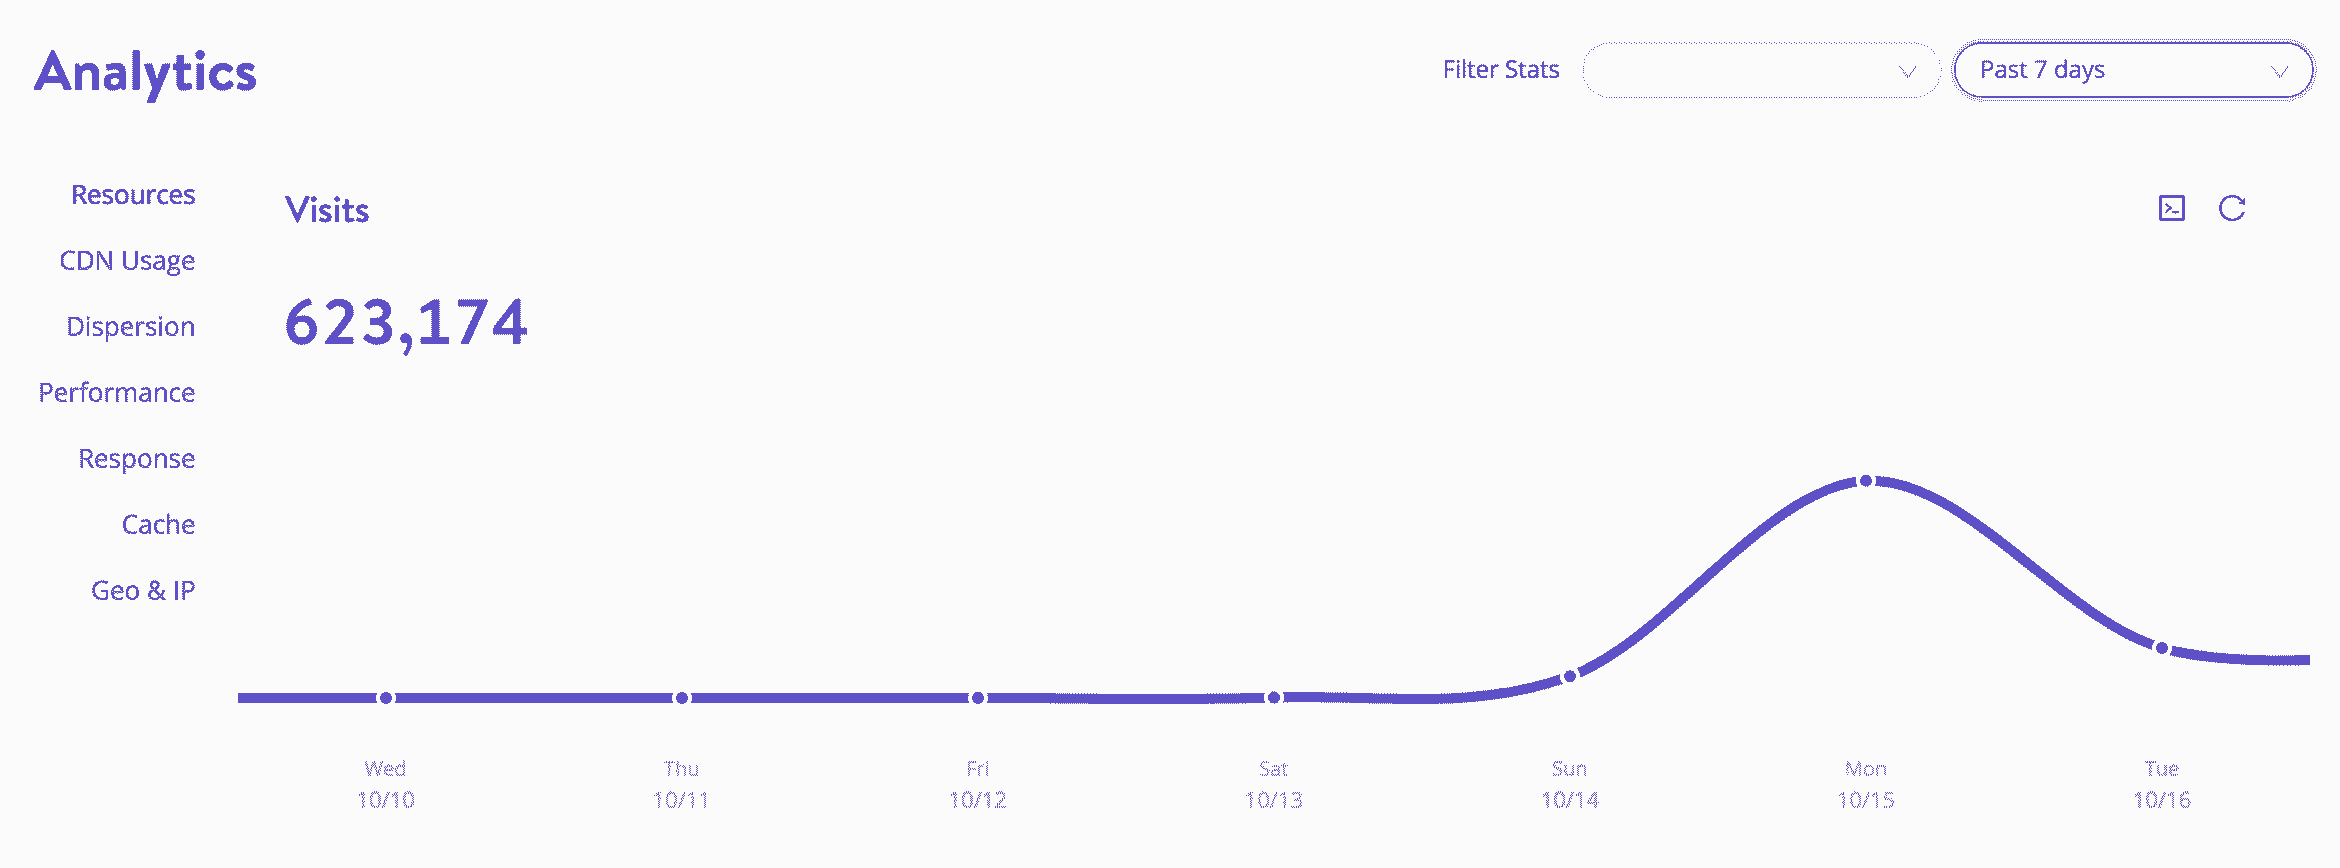 Analytics
Filter Stats
Past 7 days
Resources
CDN Usage
Dispersion
Performance
Response
Cache
Geo & IP
Visits
623,174
Wed Thu Fri Sat Sun Mon Tue
10/10 10/11 10/12 10/13 10/14 10/15 10/16